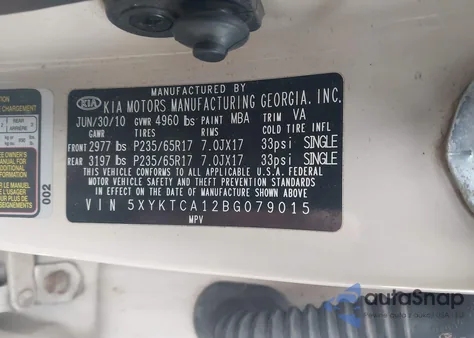 MANUFACTURED BY
KIA KIA MOTORS MANUFACTURING GEORGIA, INC.
JUN/30/10 GVWR 4960 lbs PAINT MBA TRIM VA
GAWR TIRES RIMS COLD TIRE INFL
FRONT 2977 lbs P235/65R17 7.0JX17 33psi SINGLE
REAR 3197 lbs P235/65R17 7.0JX17 33psi SINGLE
THIS VEHICLE CONFORMS TO ALL APPLICABLE U.S.A. FEDERAL
MOTOR VEHICLE SAFETY AND THEFT PREVENTION STANDARDS
IN EFFECT ON THE DATE OF MANUFACTURE SHOWN ABOVE
VIN 5XYKTCA12BG079015
MPV
CHARGEMENT
REAR
002
autoSnap